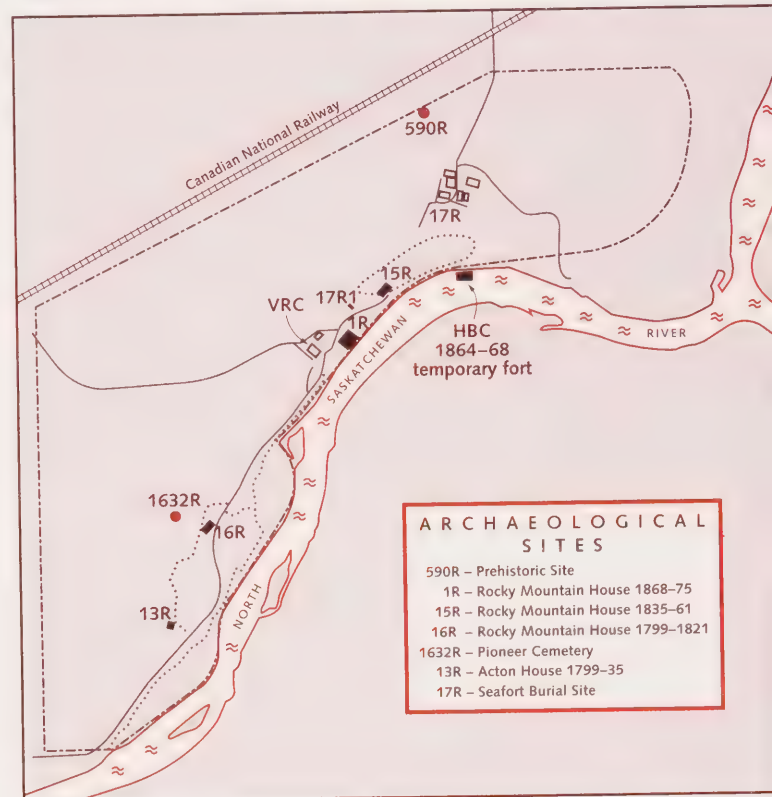 Canadian National Railway
590R
17R
15R
17R1
VRC
1R
HBC
1864–68
temporary fort
SASKATCHEWAN
RIVER
1632R
16R
13R
NORTH
ARCHAEOLOGICAL
SITES
590R – Prehistoric Site
1R – Rocky Mountain House 1868–75
15R – Rocky Mountain House 1835–61
16R – Rocky Mountain House 1799–1821
1632R – Pioneer Cemetery
13R – Acton House 1799–35
17R – Seafort Burial Site